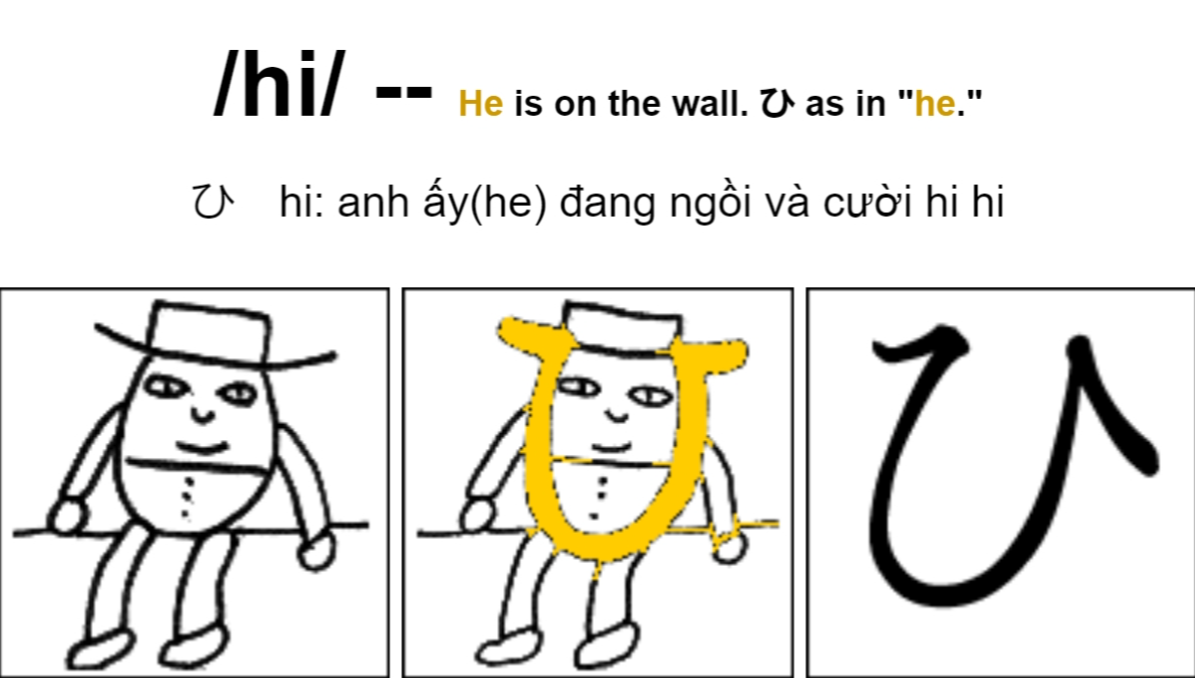 /hi/ -- He is on the wall. ひ as in "he."
ひ hi: anh ấy(he) đang ngồi và cười hi hi
ひ